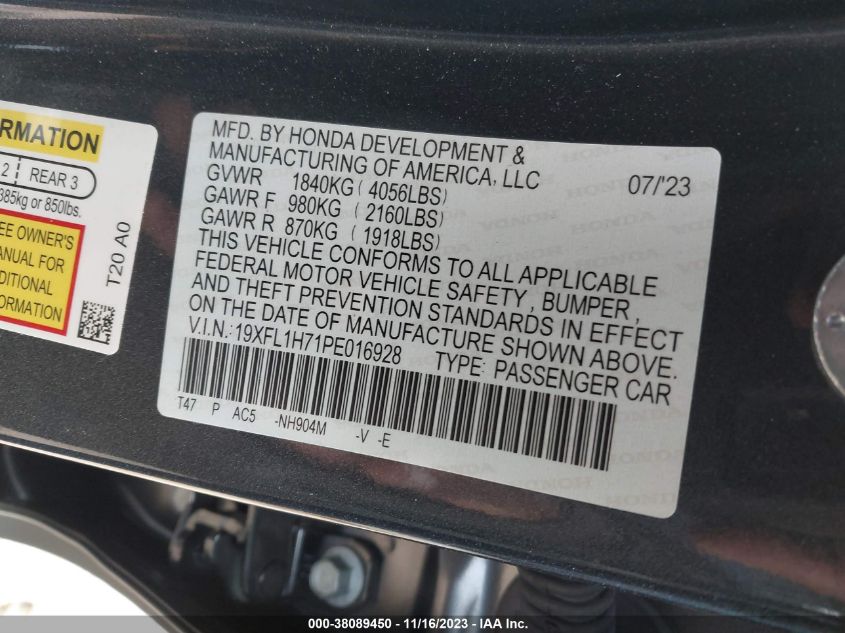 RMATION
2 REAR 3
385kg or 850lbs.
EE OWNER'S
ANUAL FOR
DDITIONAL
FORMATION
T20 A0
MFD. BY HONDA DEVELOPMENT &
MANUFACTURING OF AMERICA, LLC
07/'23
GVWR 1840KG (4056LBS)
GAWR F 980KG (2160LBS)
GAWR R 870KG (1918LBS)
THIS VEHICLE CONFORMS TO ALL APPLICABLE
FEDERAL MOTOR VEHICLE SAFETY, BUMPER,
AND THEFT PREVENTION STANDARDS IN EFFECT
ON THE DATE OF MANUFACTURE SHOWN ABOVE.
V.I.N.: 19XFL1H71PE016928 TYPE: PASSENGER CAR
T47 P AC5 -NH904M -V -E
000-38089450 - 11/16/2023 - IAA Inc.